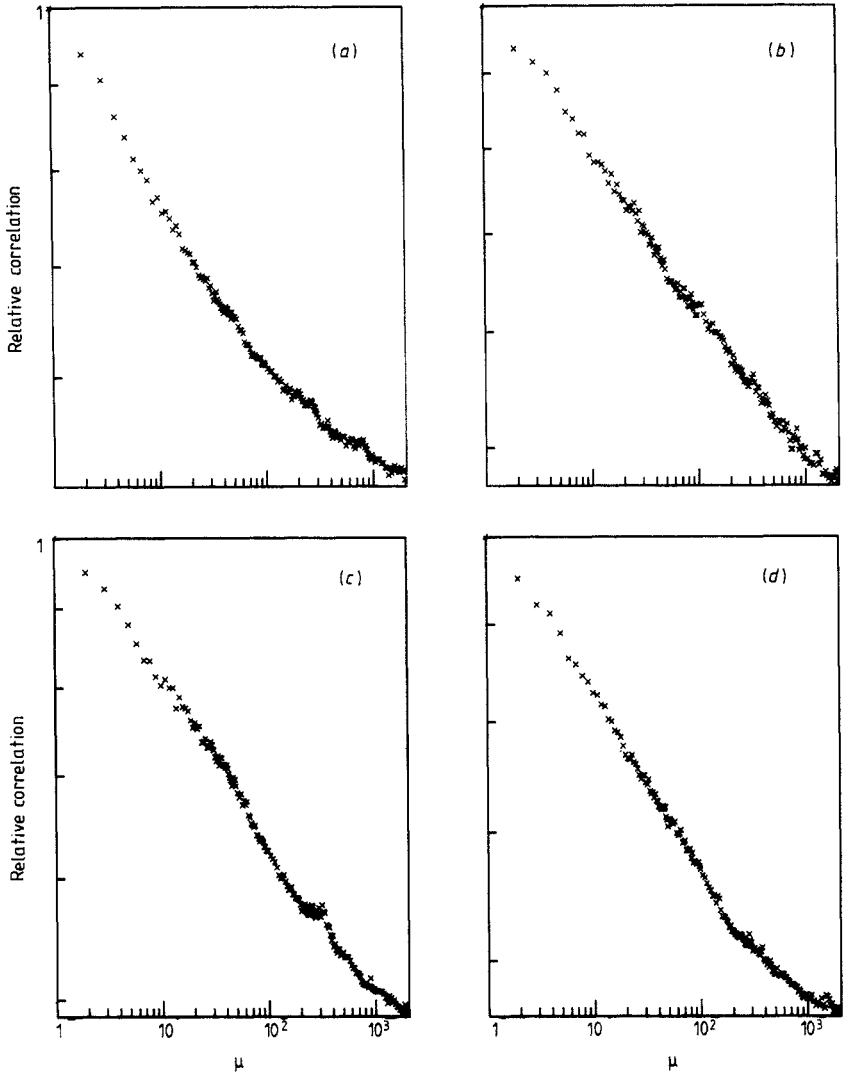 1
(a)
(b)
Relative correlation
1
(c)
(d)
Relative correlation
1
10
10²
10³
1
10
10²
10³
μ
μ